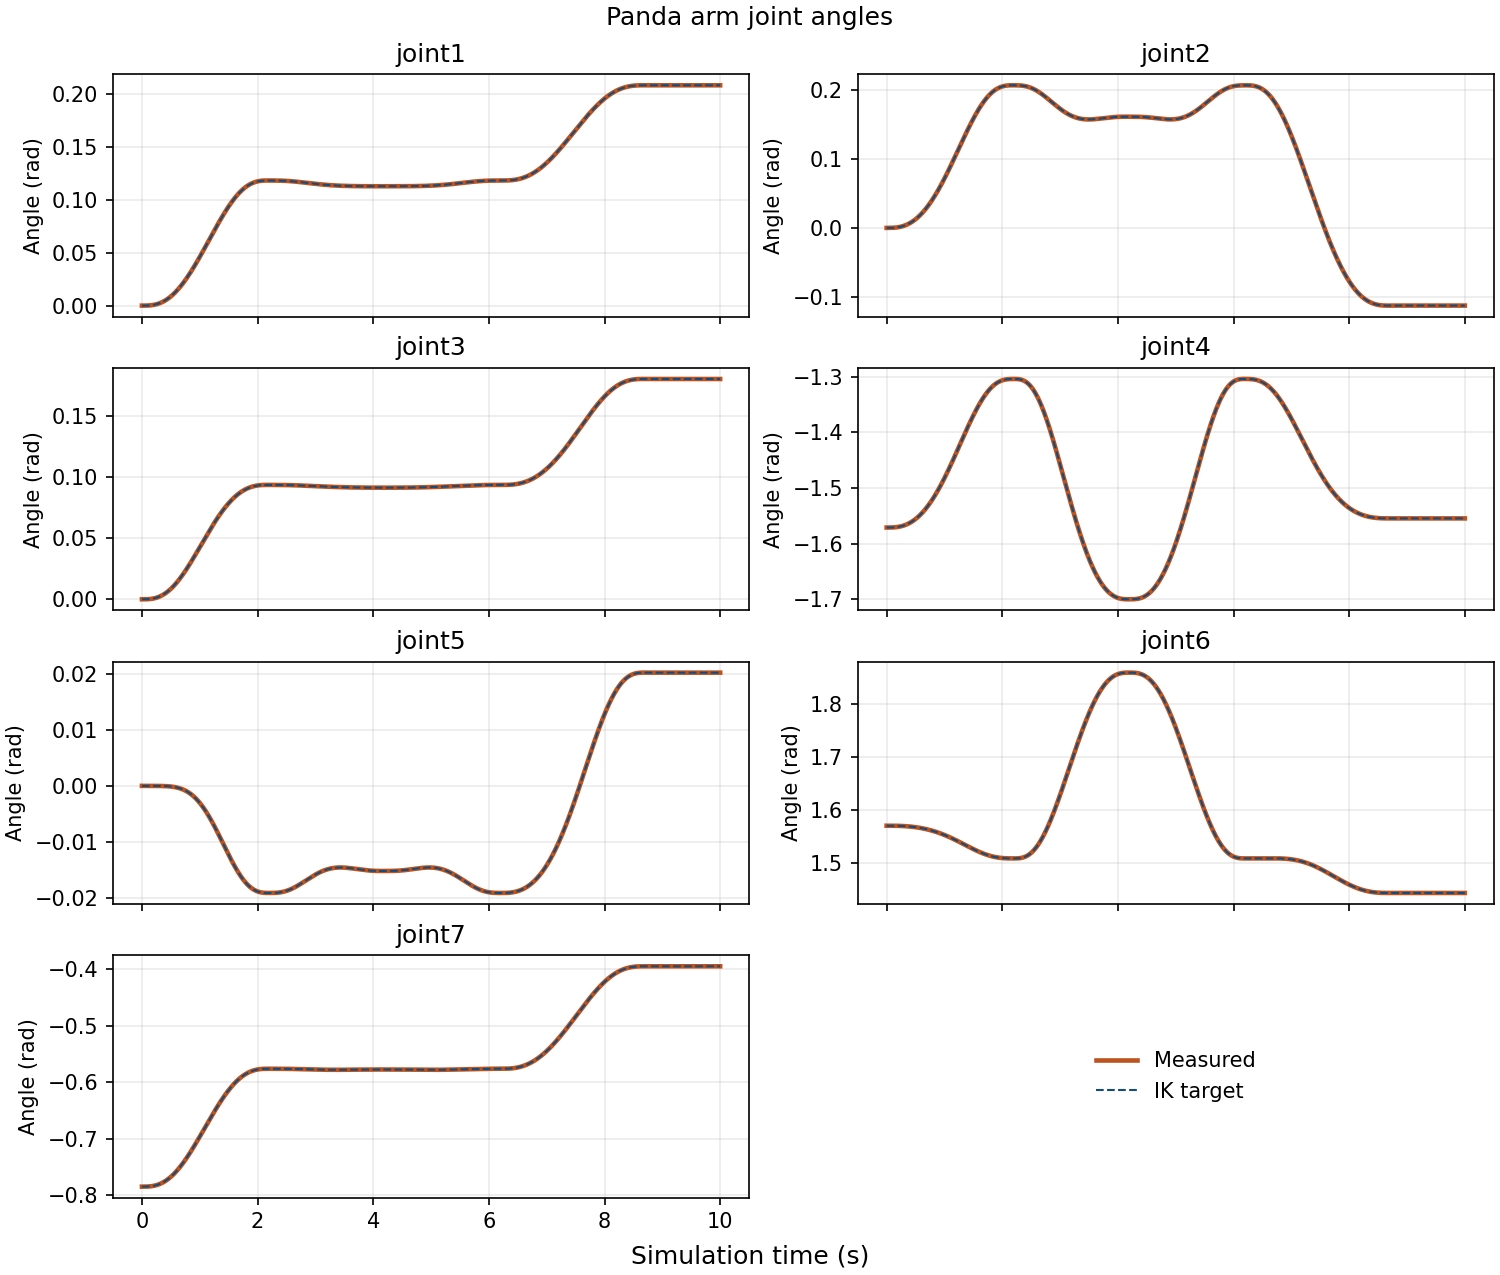 Panda arm joint angles
joint1
Angle (rad)
0.20
0.15
0.10
0.05
0.00
joint2
Angle (rad)
0.2
0.1
0.0
−0.1
joint3
Angle (rad)
0.15
0.10
0.05
0.00
joint4
Angle (rad)
−1.3
−1.4
−1.5
−1.6
−1.7
joint5
Angle (rad)
0.02
0.01
0.00
−0.01
−0.02
joint6
Angle (rad)
1.8
1.7
1.6
1.5
joint7
Angle (rad)
−0.4
−0.5
−0.6
−0.7
−0.8
0 2 4 6 8 10
Measured
IK target
Simulation time (s)